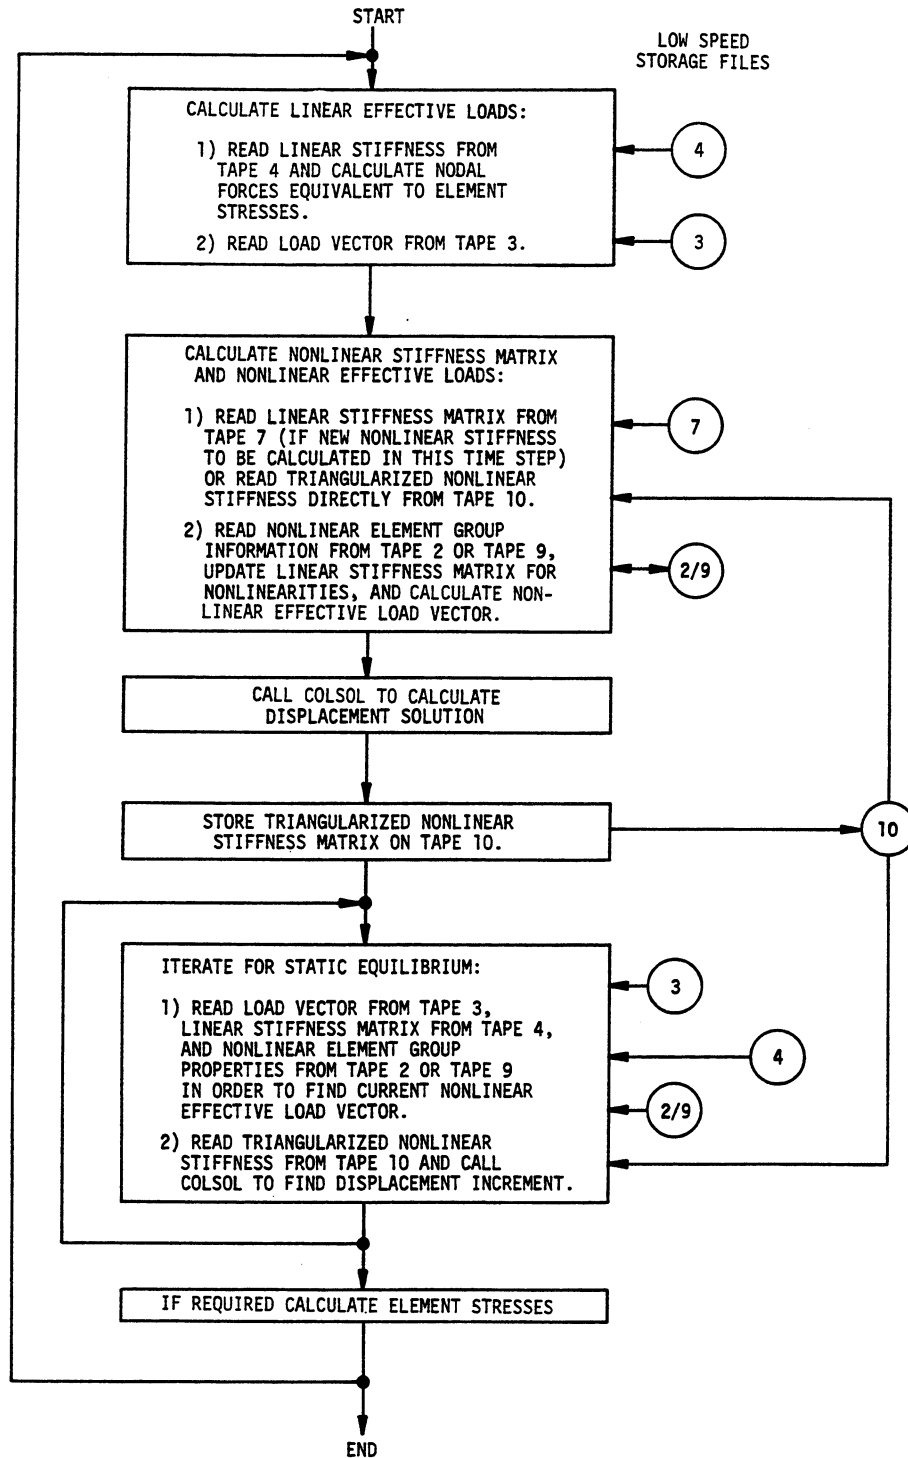 START
LOW SPEED
STORAGE FILES
CALCULATE LINEAR EFFECTIVE LOADS:
1) READ LINEAR STIFFNESS FROM
TAPE 4 AND CALCULATE NODAL
FORCES EQUIVALENT TO ELEMENT
STRESSES.
2) READ LOAD VECTOR FROM TAPE 3.
4
3
CALCULATE NONLINEAR STIFFNESS MATRIX
AND NONLINEAR EFFECTIVE LOADS:
1) READ LINEAR STIFFNESS MATRIX FROM
TAPE 7 (IF NEW NONLINEAR STIFFNESS
TO BE CALCULATED IN THIS TIME STEP)
OR READ TRIANGULARIZED NONLINEAR
STIFFNESS DIRECTLY FROM TAPE 10.
2) READ NONLINEAR ELEMENT GROUP
INFORMATION FROM TAPE 2 OR TAPE 9,
UPDATE LINEAR STIFFNESS MATRIX FOR
NONLINEARITIES, AND CALCULATE NON-
LINEAR EFFECTIVE LOAD VECTOR.
7
2/9
CALL COLSOL TO CALCULATE
DISPLACEMENT SOLUTION
STORE TRIANGULARIZED NONLINEAR
STIFFNESS MATRIX ON TAPE 10.
10
ITERATE FOR STATIC EQUILIBRIUM:
1) READ LOAD VECTOR FROM TAPE 3,
LINEAR STIFFNESS MATRIX FROM TAPE 4,
AND NONLINEAR ELEMENT GROUP
PROPERTIES FROM TAPE 2 OR TAPE 9
IN ORDER TO FIND CURRENT NONLINEAR
EFFECTIVE LOAD VECTOR.
2) READ TRIANGULARIZED NONLINEAR
STIFFNESS FROM TAPE 10 AND CALL
COLSOL TO FIND DISPLACEMENT INCREMENT.
3
4
2/9
IF REQUIRED CALCULATE ELEMENT STRESSES
END